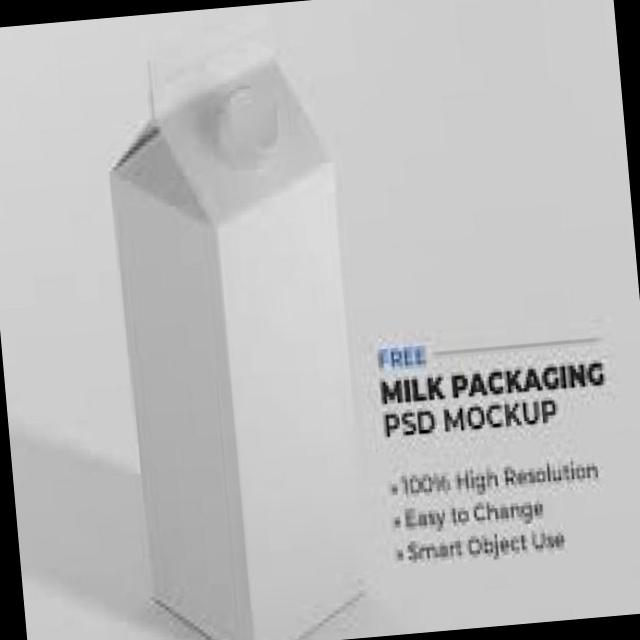 FREE
MILK PACKAGING
PSD MOCKUP
• 100% High Resolution
• Easy to Change
• Smart Object Use